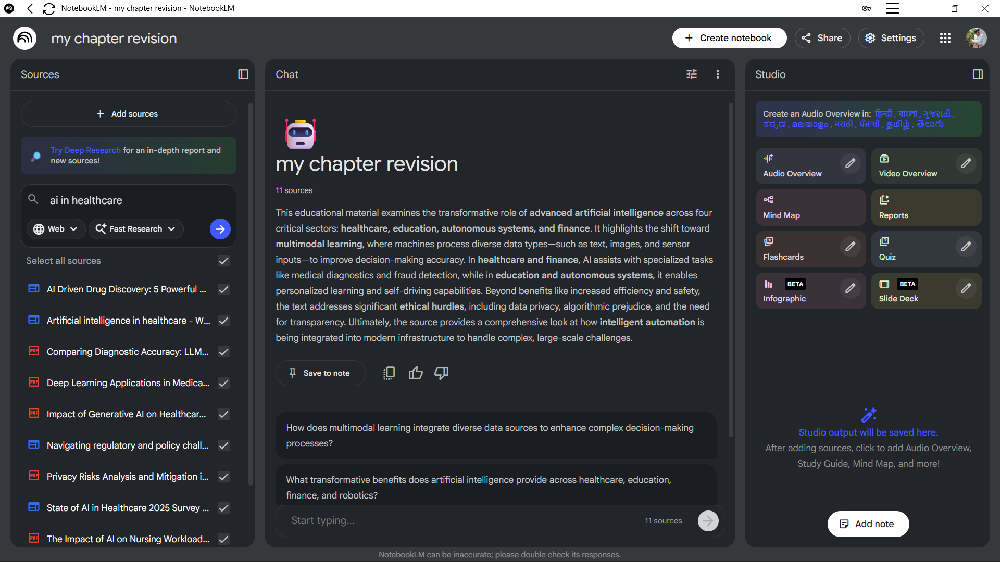 NotebookLM - my chapter revision - NotebookLM
my chapter revision
Create notebook
Share
Settings
Sources
Add sources
Try Deep Research for an in-depth report and
new sources!
ai in healthcare
Web
Fast Research
Select all sources
AI Driven Drug Discovery: 5 Powerful ...
Artificial intelligence in healthcare - W...
Comparing Diagnostic Accuracy: LLM...
Deep Learning Applications in Medica...
Impact of Generative AI on Healthcar...
Navigating regulatory and policy chall...
Privacy Risks Analysis and Mitigation i...
State of AI in Healthcare 2025 Survey ...
The Impact of AI on Nursing Workload...
Chat
my chapter revision
11 sources
This educational material examines the transformative role of advanced artificial intelligence across four
critical sectors: healthcare, education, autonomous systems, and finance. It highlights the shift toward
multimodal learning, where machines process diverse data types—such as text, images, and sensor
inputs—to improve decision-making accuracy. In healthcare and finance, AI assists with specialized tasks
like medical diagnostics and fraud detection, while in education and autonomous systems, it enables
personalized learning and self-driving capabilities. Beyond benefits like increased efficiency and safety,
the text addresses significant ethical hurdles, including data privacy, algorithmic prejudice, and the need
for transparency. Ultimately, the source provides a comprehensive look at how intelligent automation is
being integrated into modern infrastructure to handle complex, large-scale challenges.
Save to note
How does multimodal learning integrate diverse data sources to enhance complex decision-making
processes?
What transformative benefits does artificial intelligence provide across healthcare, education,
finance, and robotics?
Start typing...
11 sources
NotebookLM can be inaccurate; please double check its responses.
Studio
Create an Audio Overview in: हिन्दी , বাংলা , ગુજરાતી ,
ಕನ್ನಡ , മലയാളം , मराठी , ਪੰਜਾਬੀ , தமிழ் , తెలుగు
Audio Overview
Video Overview
Mind Map
Reports
Flashcards
Quiz
BETA
Infographic
BETA
Slide Deck
Studio output will be saved here.
After adding sources, click to add Audio Overview,
Study Guide, Mind Map, and more!
Add note